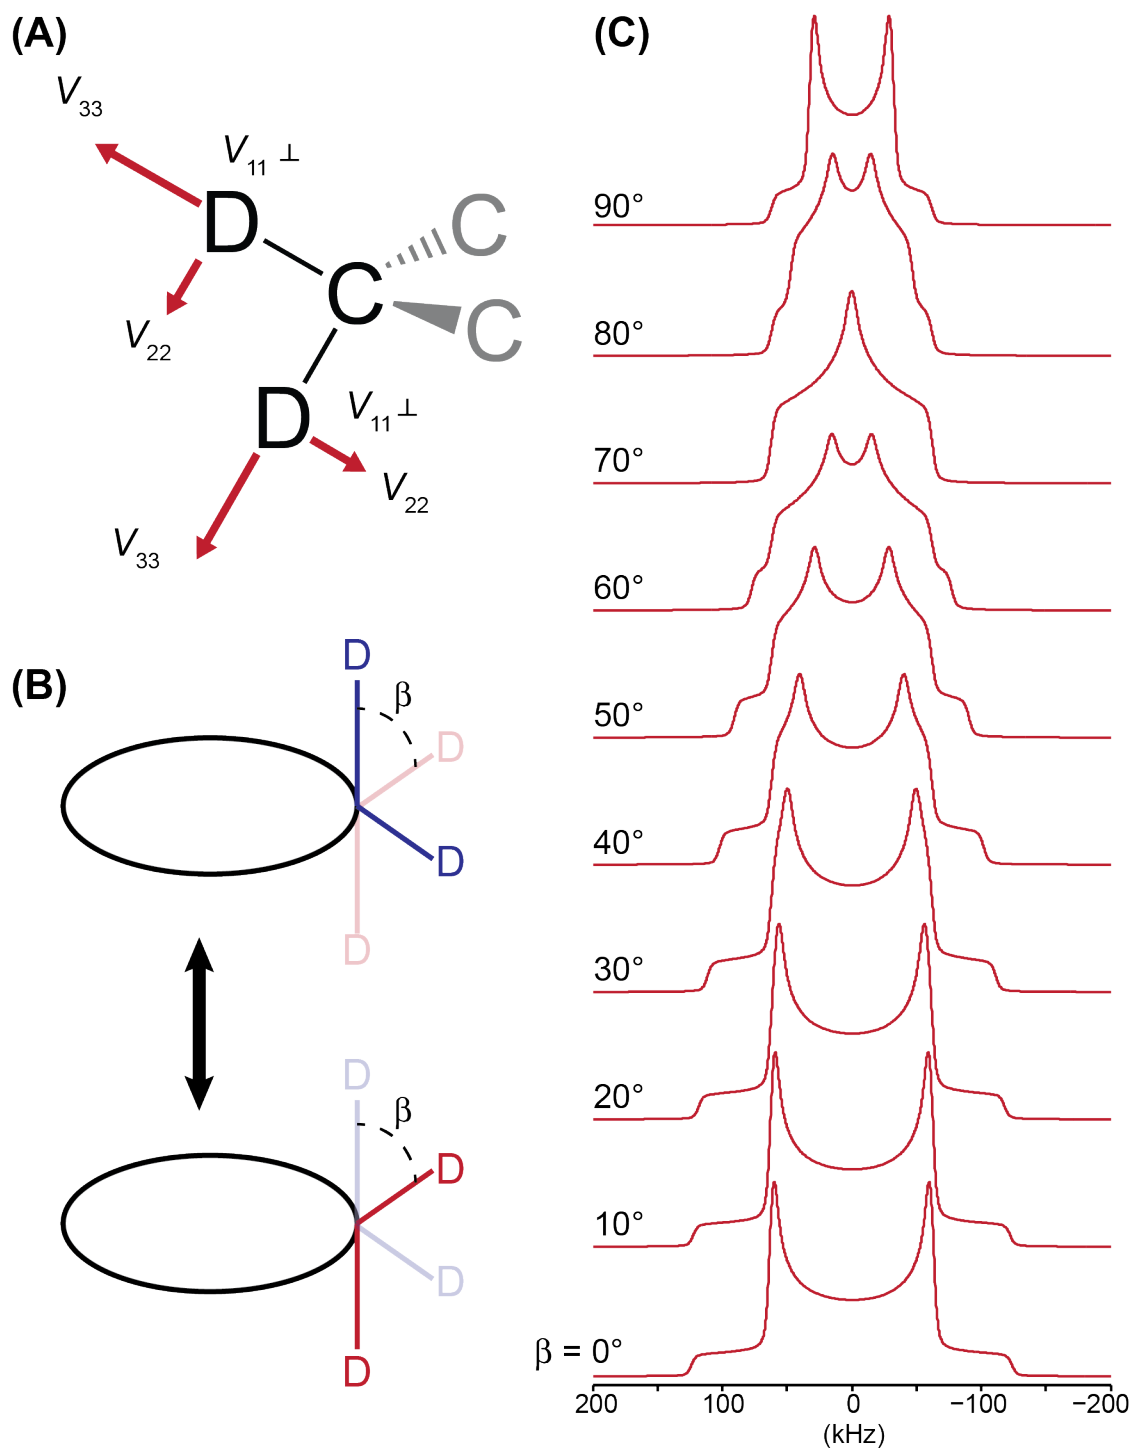 (A)
V33
V11 ⊥
D
C
C
C
V22
D
V11 ⊥
V22
V33
(B)
D
β
D
D
D
D
β
D
D
D
(C)
90°
80°
70°
60°
50°
40°
30°
20°
10°
β = 0°
200 100 0 −100 −200
(kHz)